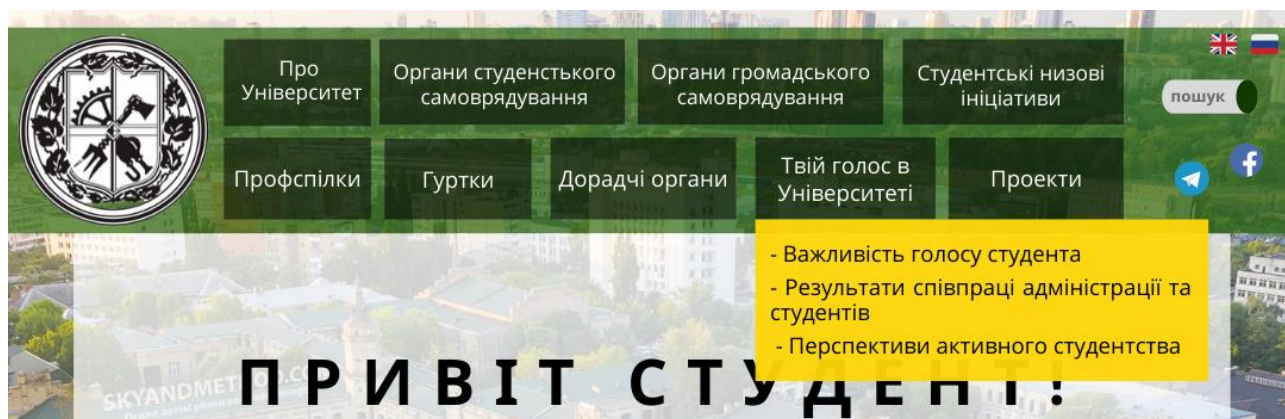 Про
Університет
Органи студенстького
самоврядування
Органи громадського
самоврядування
Студентські низові
ініціативи
пошук
Профспілки
Гуртки
Дорадчі органи
Твій голос в
Університеті
Проекти
- Важливість голосу студента
- Результати співпраці адміністрації та
студентів
- Перспективи активного студентства
ПРИВІТ СТУДЕНТ!